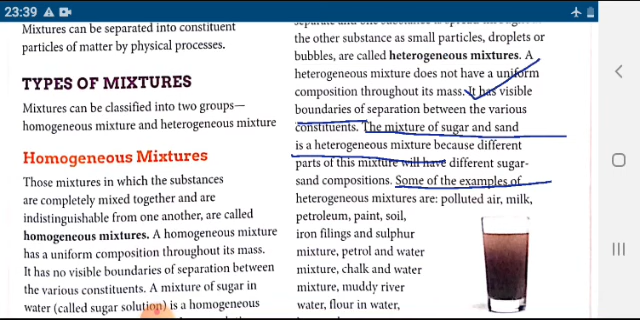 23:39
Mixtures can be separated into constituent
particles of matter by physical processes.
TYPES OF MIXTURES
Mixtures can be classified into two groups—
homogeneous mixture and heterogeneous mixture
Homogeneous Mixtures
Those mixtures in which the substances
are completely mixed together and are
indistinguishable from one another, are called
homogeneous mixtures. A homogeneous mixture
has a uniform composition throughout its mass.
It has no visible boundaries of separation between
the various constituents. A mixture of sugar in
water (called sugar solution) is a homogeneous
separate and one substance is spread
the other substance as small particles, droplets or
bubbles, are called heterogeneous mixtures. A
heterogeneous mixture does not have a uniform
composition throughout its mass. It has visible
boundaries of separation between the various
constituents. The mixture of sugar and sand
is a heterogeneous mixture because different
parts of this mixture will have different sugar-
sand compositions. Some of the examples of
heterogeneous mixtures are: polluted air, milk,
petroleum, paint, soil,
iron filings and sulphur
mixture, petrol and water
mixture, chalk and water
mixture, muddy river
water, flour in water,